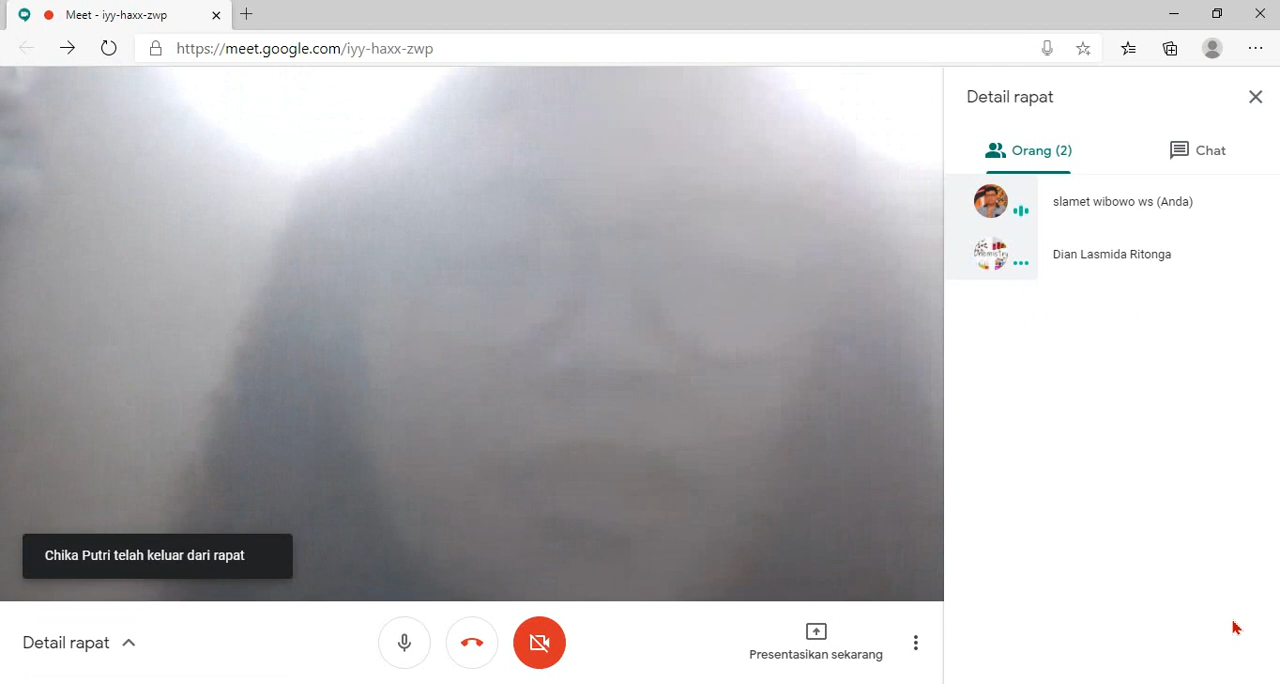 Meet - iyy-haxx-zwp
https://meet.google.com/iyy-haxx-zwp
Detail rapat
Orang (2)
Chat
slamet wibowo ws (Anda)
Chemistry
Dian Lasmida Ritonga
Chika Putri telah keluar dari rapat
Detail rapat
Presentasikan sekarang